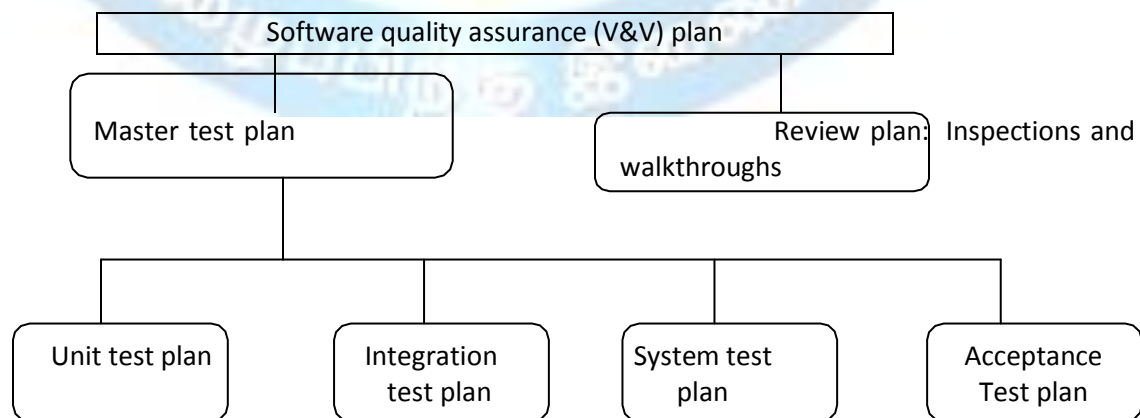 Software quality assurance (V&V) plan
Master test plan
Review plan: Inspections and
walkthroughs
Unit test plan
Integration
test plan
System test
plan
Acceptance
Test plan